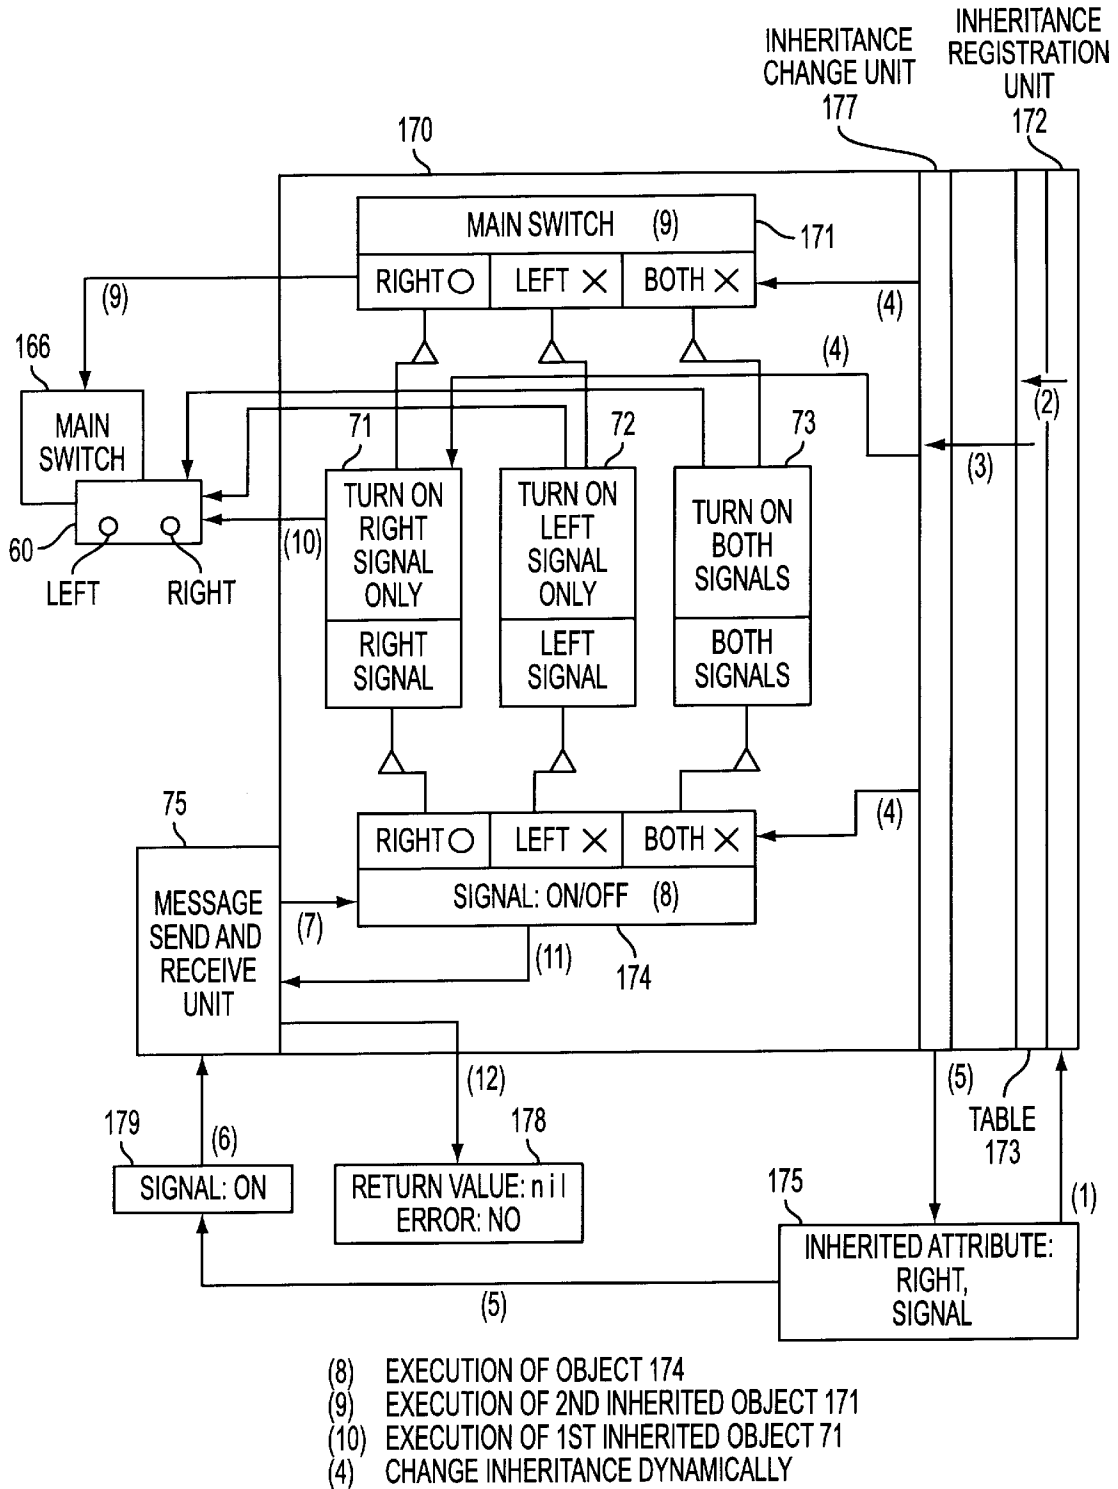 INHERITANCE
REGISTRATION
UNIT
172
INHERITANCE
CHANGE UNIT
177
170
MAIN SWITCH (9)
171
RIGHT LEFT BOTH
(4)
(9)
166
MAIN
SWITCH
60
LEFT RIGHT
(4)
(2)
(3)
71
72
73
TURN ON
RIGHT
SIGNAL
ONLY
RIGHT
SIGNAL
TURN ON
LEFT
SIGNAL
ONLY
LEFT
SIGNAL
TURN ON
BOTH
SIGNALS
BOTH
SIGNALS
(10)
75
MESSAGE
SEND AND
RECEIVE
UNIT
RIGHT LEFT BOTH
(4)
SIGNAL: ON/OFF (8)
(7)
(11)
174
(12)
(5)
TABLE
173
179
(6)
SIGNAL: ON
178
RETURN VALUE: nil
ERROR: NO
175
(1)
INHERITED ATTRIBUTE:
RIGHT,
SIGNAL
(5)
(8) EXECUTION OF OBJECT 174
(9) EXECUTION OF 2ND INHERITED OBJECT 171
(10) EXECUTION OF 1ST INHERITED OBJECT 71
(4) CHANGE INHERITANCE DYNAMICALLY